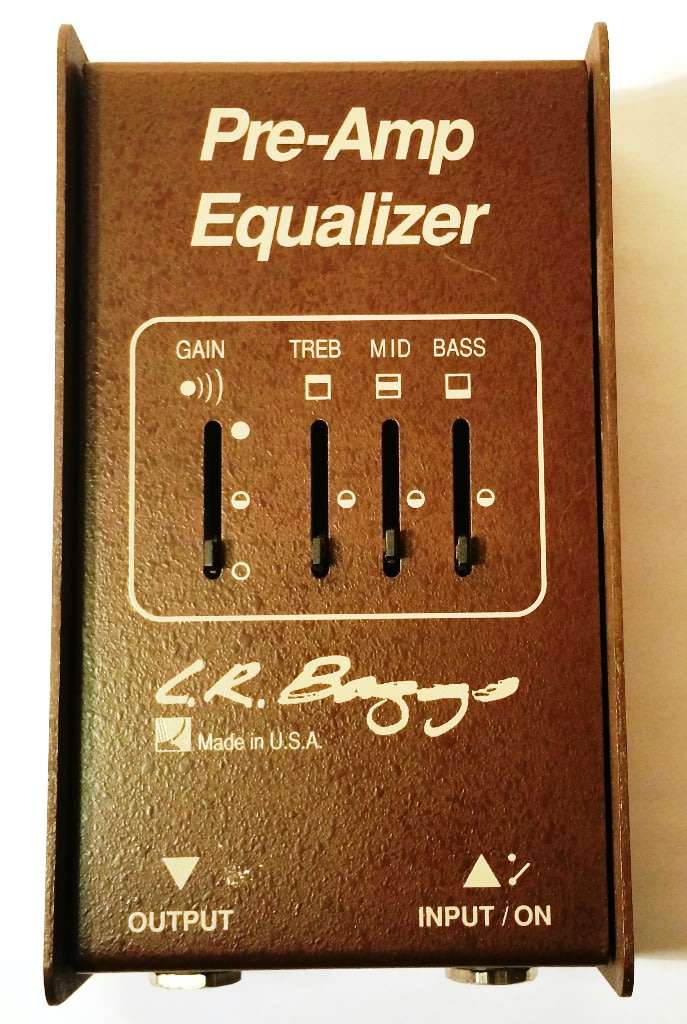 Pre-Amp
Equalizer
GAIN TREB MID BASS
L.R. Baggs
Made in U.S.A.
OUTPUT INPUT / ON